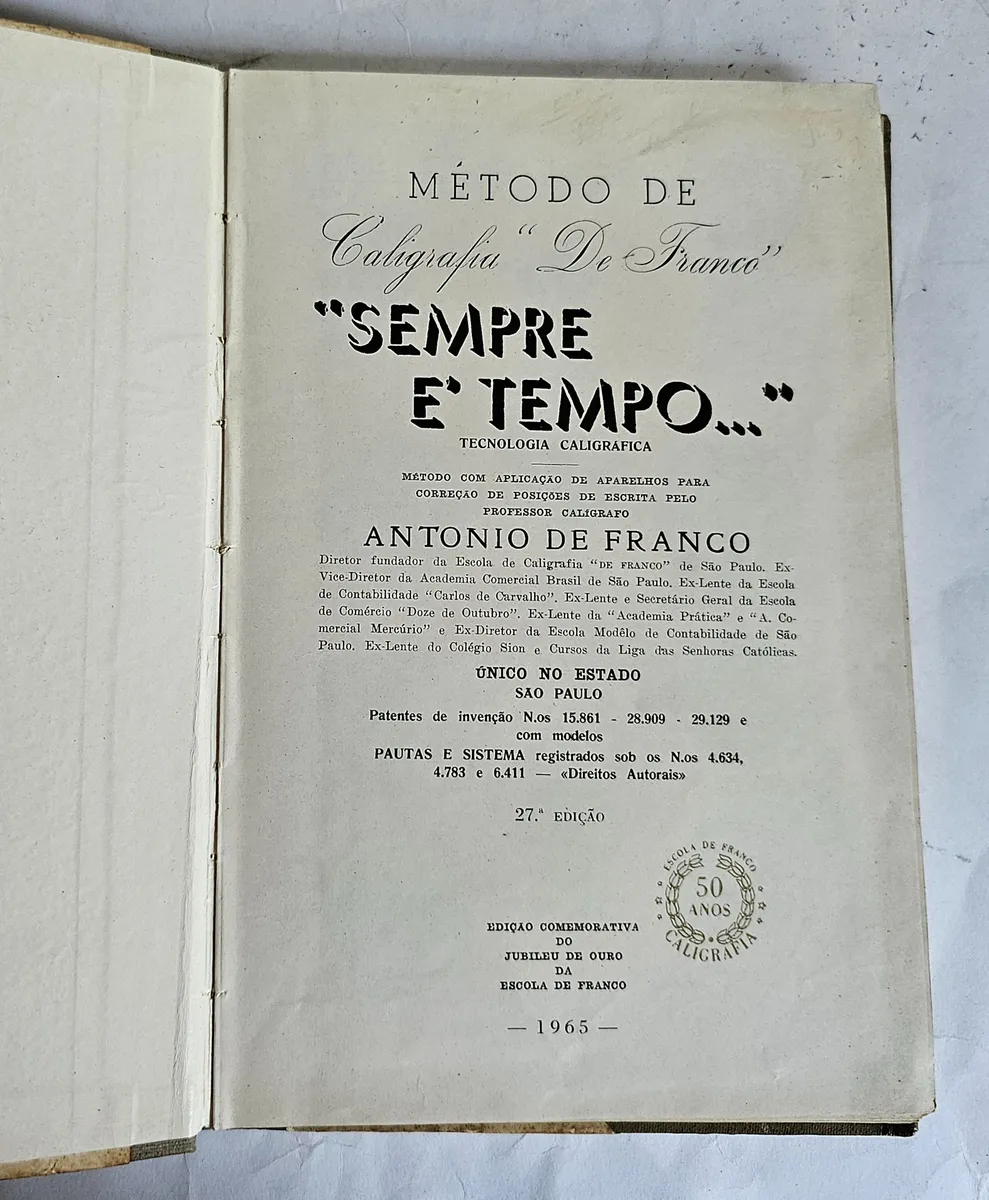 MÉTODO DE
Caligrafia "De Franco"
"SEMPRE
E' TEMPO..."
TECNOLOGIA CALIGRÁFICA
MÉTODO COM APLICAÇÃO DE APARELHOS PARA
CORREÇÃO DE POSIÇÕES DE ESCRITA PELO
PROFESSOR CALÍGRAFO
ANTONIO DE FRANCO
Diretor fundador da Escola de Caligrafia "DE FRANCO" de São Paulo. Ex-
Vice-Diretor da Academia Comercial Brasil de São Paulo. Ex-Lente da Escola
de Contabilidade "Carlos de Carvalho". Ex-Lente e Secretário Geral da Escola
de Comércio "Doze de Outubro". Ex-Lente da "Academia Prática" e "A. Co-
mercial Mercúrio" e Ex-Diretor da Escola Modêlo de Contabilidade de São
Paulo. Ex-Lente do Colégio Sion e Cursos da Liga das Senhoras Católicas.
ÚNICO NO ESTADO
SÃO PAULO
Patentes de invenção N.os 15.861 - 28.909 - 29.129 e
com modelos
PAUTAS E SISTEMA registrados sob os N.os 4.634,
4.783 e 6.411 — «Direitos Autorais»
27.ª EDIÇÃO
ESCOLA DE FRANCO
50
ANOS
CALIGRAFIA
EDIÇÃO COMEMORATIVA
DO
JUBILEU DE OURO
DA
ESCOLA DE FRANCO
— 1965 —